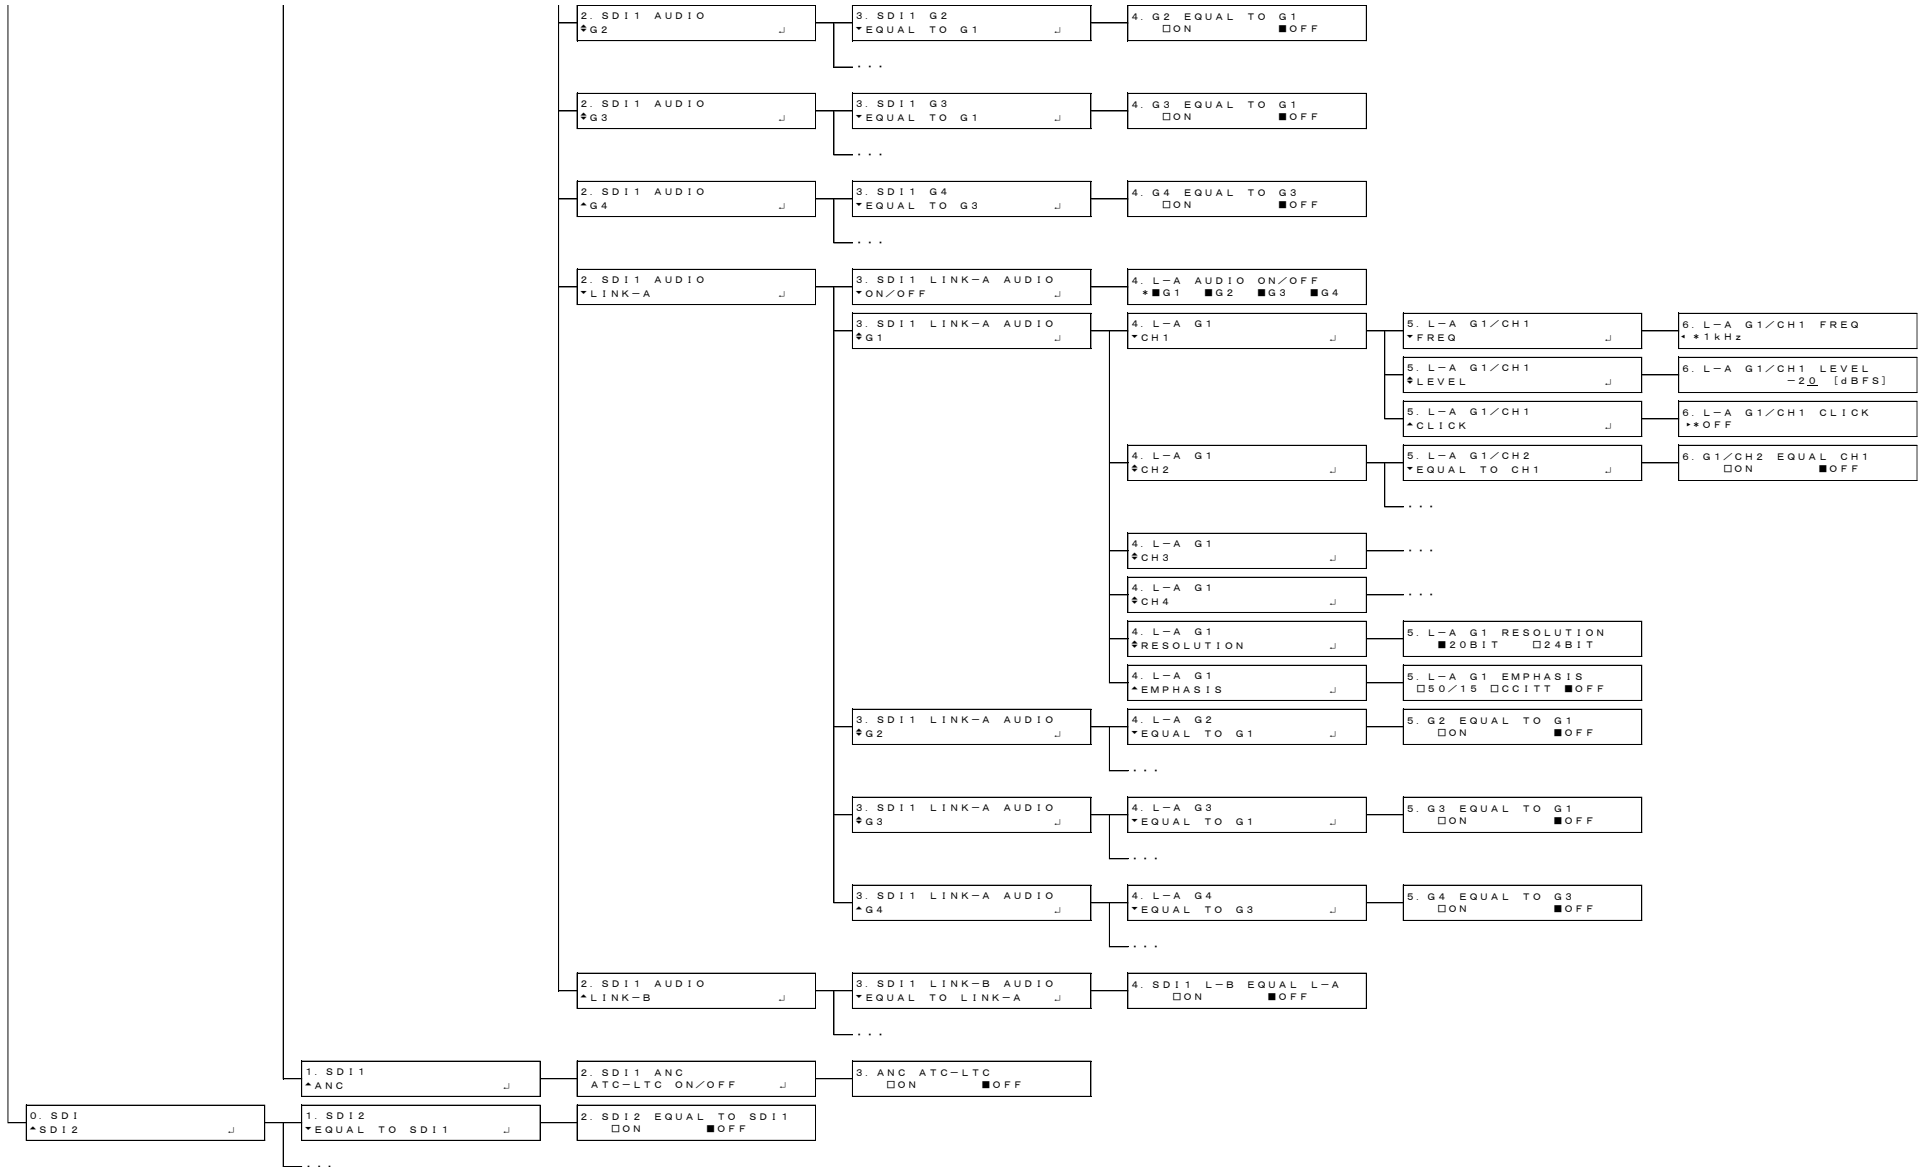 2. SDI1 AUDIO
♦G2 ↵
3. SDI1 G2
▾EQUAL TO G1 ↵
4. G2 EQUAL TO G1
□ON ■OFF
...
2. SDI1 AUDIO
♦G3 ↵
3. SDI1 G3
▾EQUAL TO G1 ↵
4. G3 EQUAL TO G1
□ON ■OFF
...
2. SDI1 AUDIO
▴G4 ↵
3. SDI1 G4
▾EQUAL TO G3 ↵
4. G4 EQUAL TO G3
□ON ■OFF
...
2. SDI1 AUDIO
▾LINK-A ↵
3. SDI1 LINK-A AUDIO
▾ON/OFF ↵
4. L-A AUDIO ON/OFF
*■G1 ■G2 ■G3 ■G4
3. SDI1 LINK-A AUDIO
♦G1 ↵
4. L-A G1
▾CH1 ↵
5. L-A G1/CH1
▾FREQ ↵
6. L-A G1/CH1 FREQ
◂*1kHz
5. L-A G1/CH1
♦LEVEL ↵
6. L-A G1/CH1 LEVEL
-20 [dBFS]
5. L-A G1/CH1
▴CLICK ↵
6. L-A G1/CH1 CLICK
▸*OFF
4. L-A G1
♦CH2 ↵
5. L-A G1/CH2
▾EQUAL TO CH1 ↵
6. G1/CH2 EQUAL CH1
□ON ■OFF
...
4. L-A G1
♦CH3 ↵
...
4. L-A G1
♦CH4 ↵
...
4. L-A G1
♦RESOLUTION ↵
5. L-A G1 RESOLUTION
■20BIT □24BIT
4. L-A G1
▴EMPHASIS ↵
5. L-A G1 EMPHASIS
□50/15 □CCITT ■OFF
3. SDI1 LINK-A AUDIO
♦G2 ↵
4. L-A G2
▾EQUAL TO G1 ↵
5. G2 EQUAL TO G1
□ON ■OFF
...
3. SDI1 LINK-A AUDIO
♦G3 ↵
4. L-A G3
▾EQUAL TO G1 ↵
5. G3 EQUAL TO G1
□ON ■OFF
...
3. SDI1 LINK-A AUDIO
▴G4 ↵
4. L-A G4
▾EQUAL TO G3 ↵
5. G4 EQUAL TO G3
□ON ■OFF
...
2. SDI1 AUDIO
▴LINK-B ↵
3. SDI1 LINK-B AUDIO
▾EQUAL TO LINK-A ↵
4. SDI1 L-B EQUAL L-A
□ON ■OFF
...
1. SDI1
▴ANC ↵
2. SDI1 ANC
ATC-LTC ON/OFF ↵
3. ANC ATC-LTC
□ON ■OFF
0. SDI
▴SDI2 ↵
1. SDI2
▾EQUAL TO SDI1 ↵
2. SDI2 EQUAL TO SDI1
□ON ■OFF
...